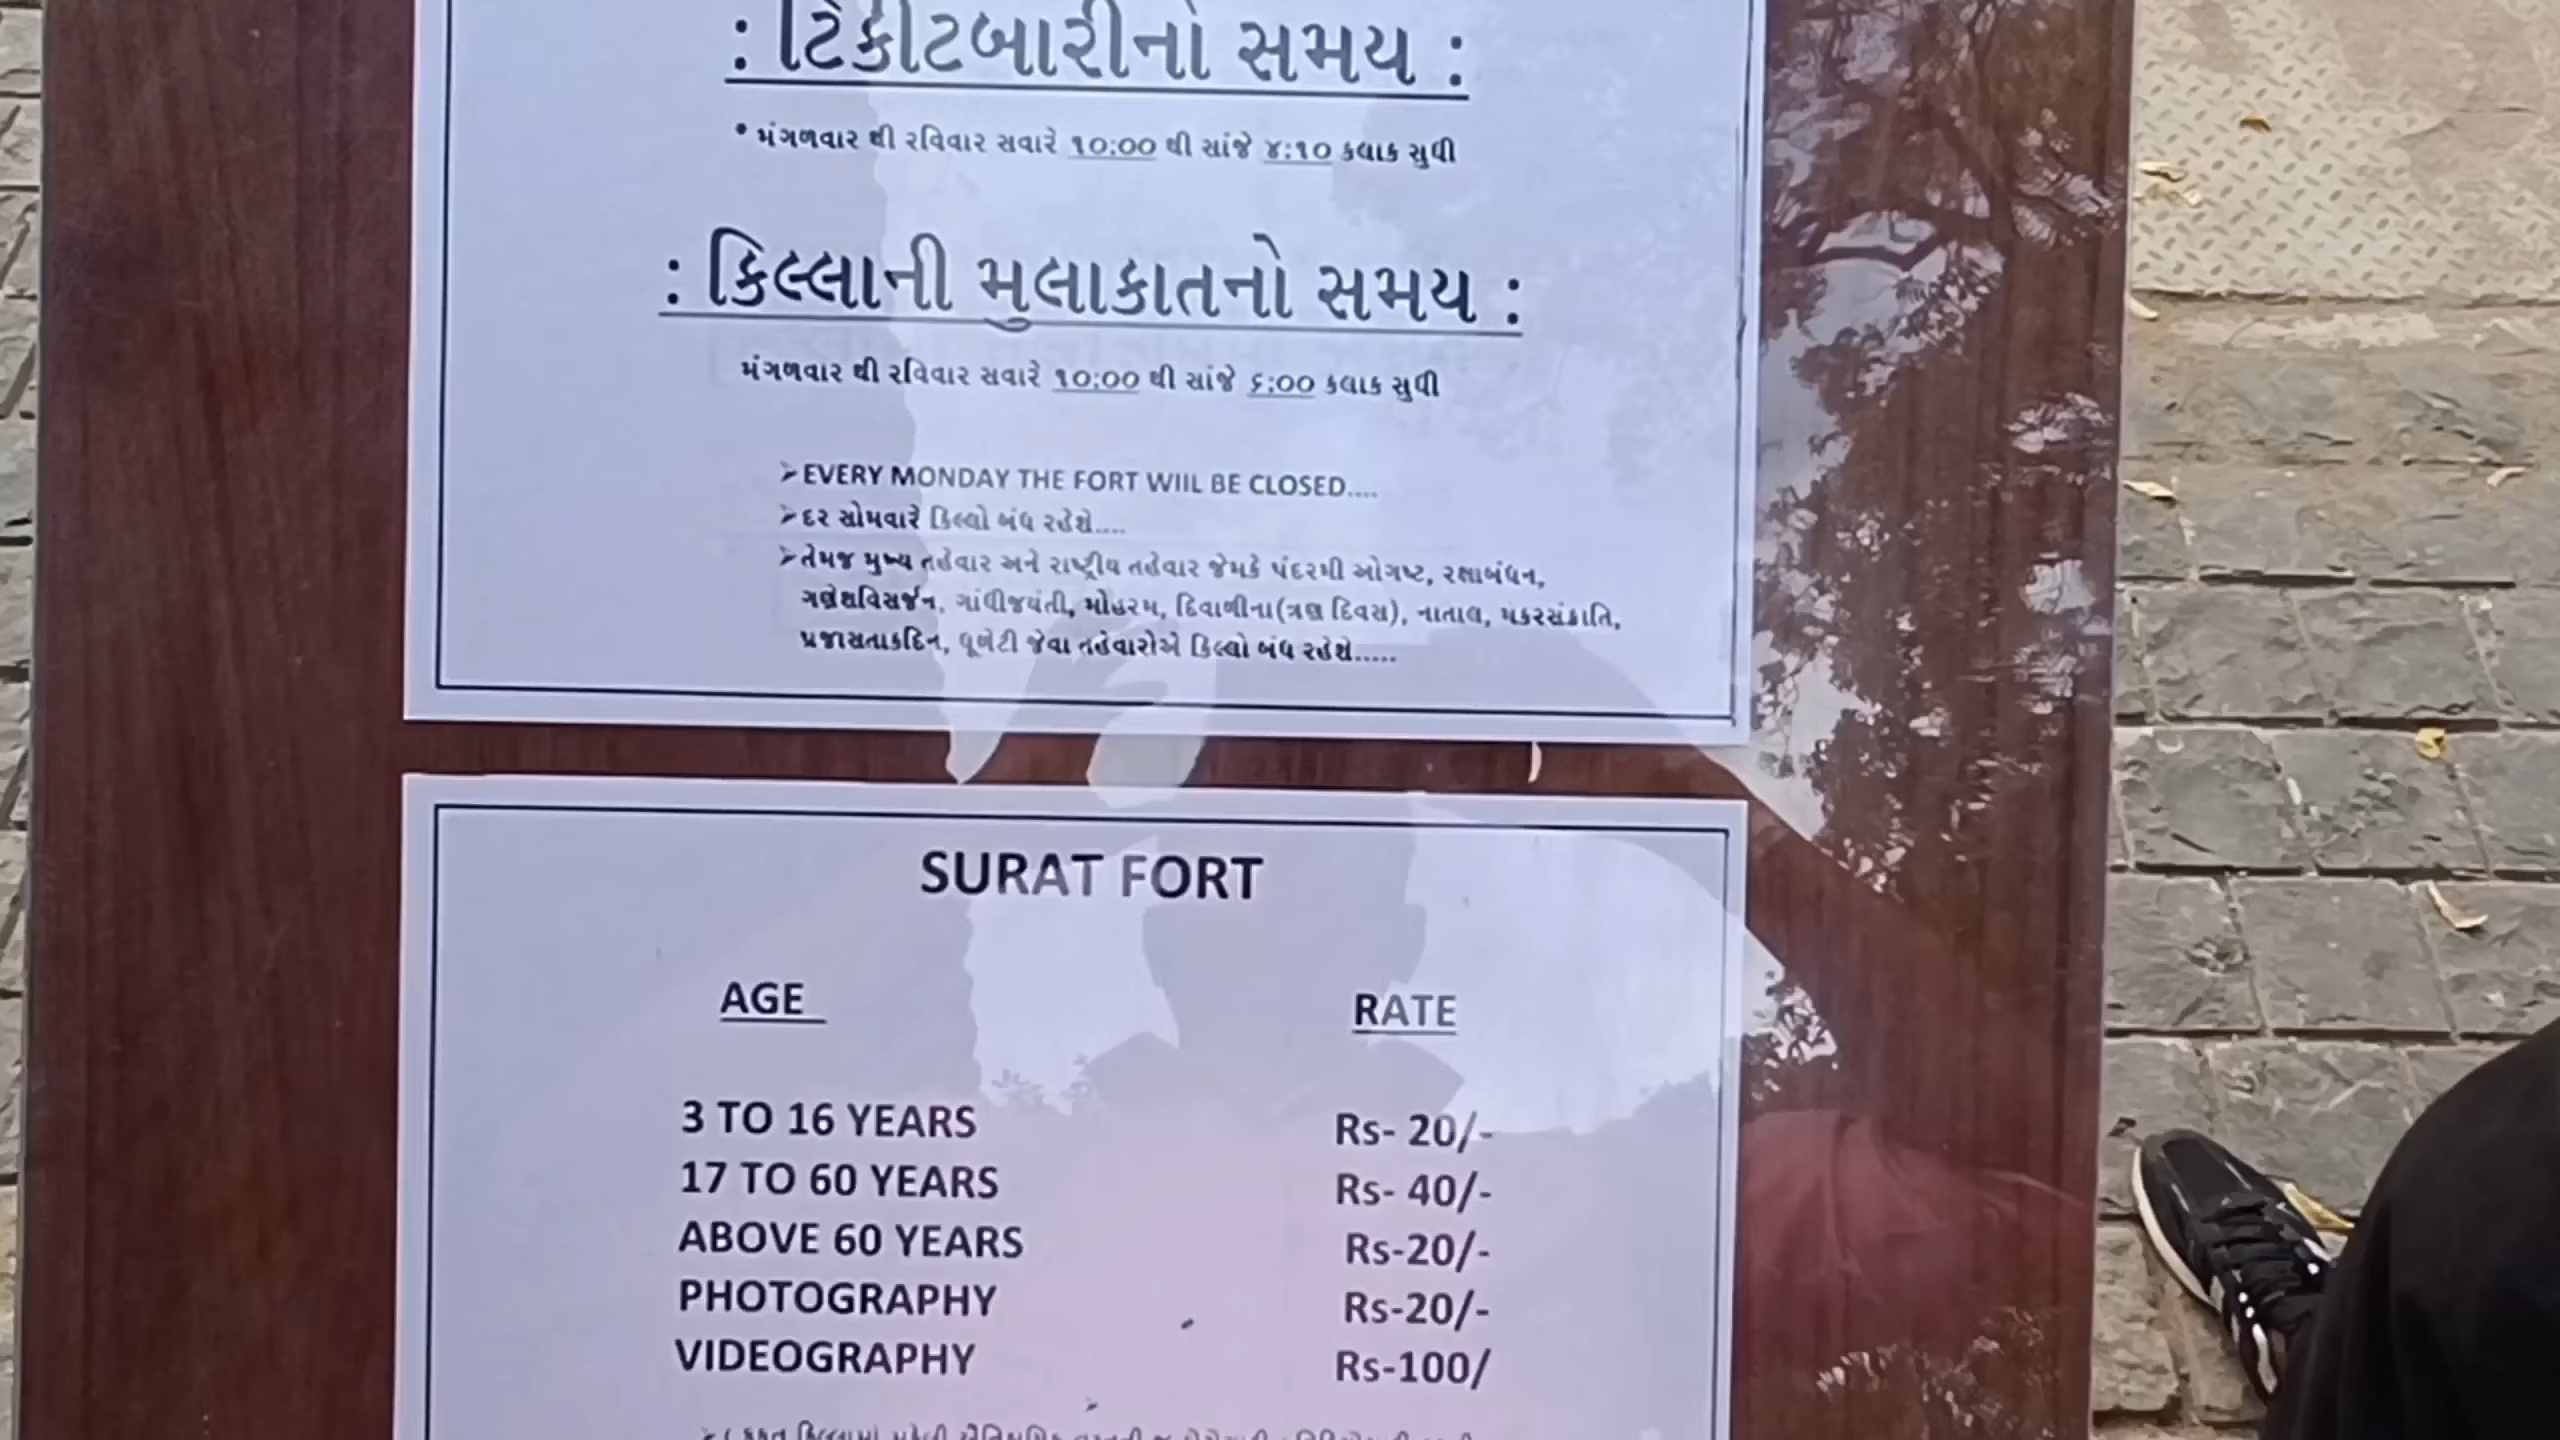 : ટિકીટબારીનો સમય :
• મંગળવાર થી રવિવાર સવારે ૧૦:૦૦ થી સાંજે ૪:૧૦ કલાક સુધી
: કિલ્લાની મુલાકાતનો સમય :
મંગળવાર થી રવિવાર સવારે ૧૦:૦૦ થી સાંજે ૬:૦૦ કલાક સુધી
➢ EVERY MONDAY THE FORT WIIL BE CLOSED....
➢ દર સોમવારે કિલ્લો બંધ રહેશે....
➢ તેમજ મુખ્ય તહેવાર અને રાષ્ટ્રીય તહેવાર જેમકે પંદરમી ઓગષ્ટ, રક્ષાબંધન,
ગણેશવિસર્જન, ગાંધીજયંતી, મોહરમ, દિવાળીના(ત્રણ દિવસ), નાતાલ, મકરસંક્રાતિ,
પ્રજાસતાકદિન, ધૂળેટી જેવા તહેવારોએ કિલ્લો બંધ રહેશે.....
SURAT FORT
AGE RATE
3 TO 16 YEARS Rs- 20/-
17 TO 60 YEARS Rs- 40/-
ABOVE 60 YEARS Rs-20/-
PHOTOGRAPHY Rs-20/-
VIDEOGRAPHY Rs-100/